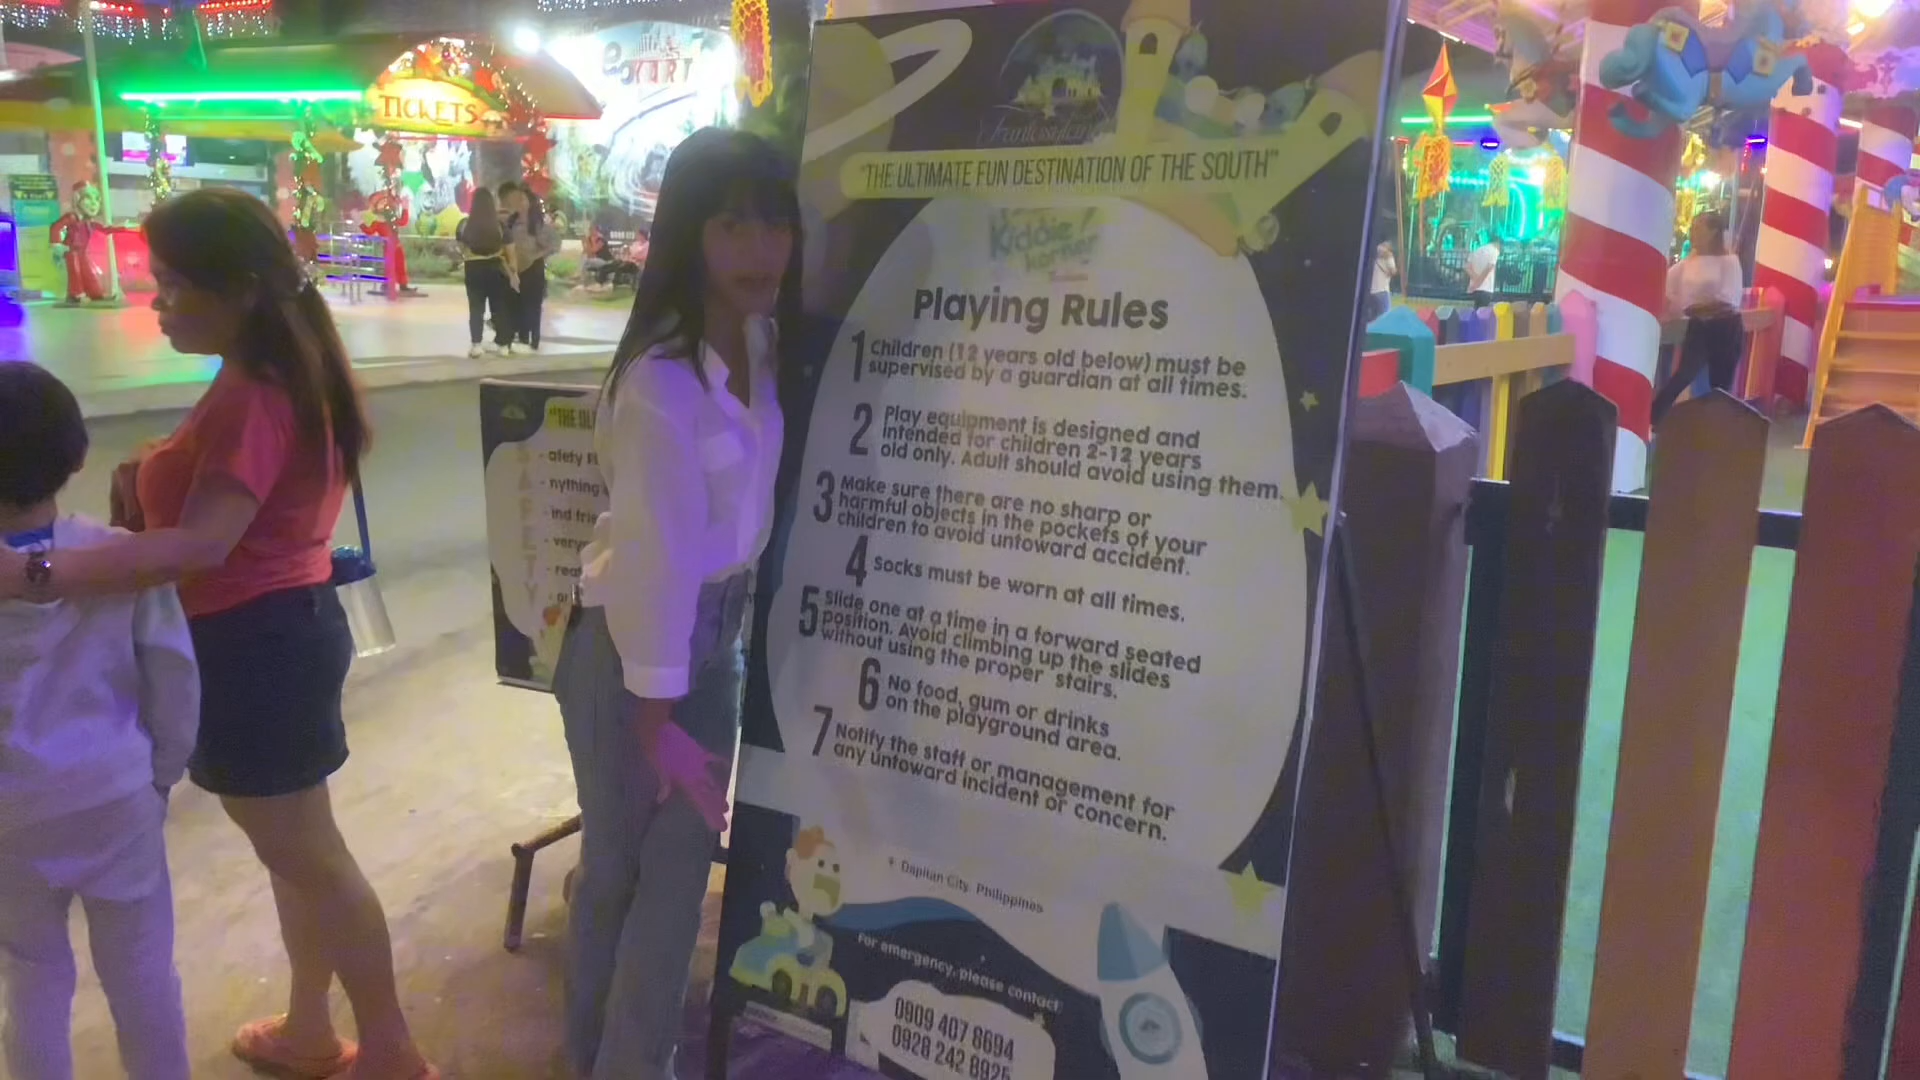 TICKETS
KART
Fantasyland
"THE ULTIMATE FUN DESTINATION OF THE SOUTH"
Kiddie
Korner
Playing Rules
1 Children (12 years old below) must be
supervised by a guardian at all times.
2 Play equipment is designed and
intended for children 2-12 years
old only. Adult should avoid using them.
3 Make sure there are no sharp or
harmful objects in the pockets of your
children to avoid untoward accident.
4 Socks must be worn at all times.
5 Slide one at a time in a forward seated
position. Avoid climbing up the slides
without using the proper stairs.
6 No food, gum or drinks
on the playground area.
7 Notify the staff or management for
any untoward incident or concern.
Dapitan City, Philippines
For emergency, please contact:
0909 407 8694
0928 242 8925
"THE
SAFETY